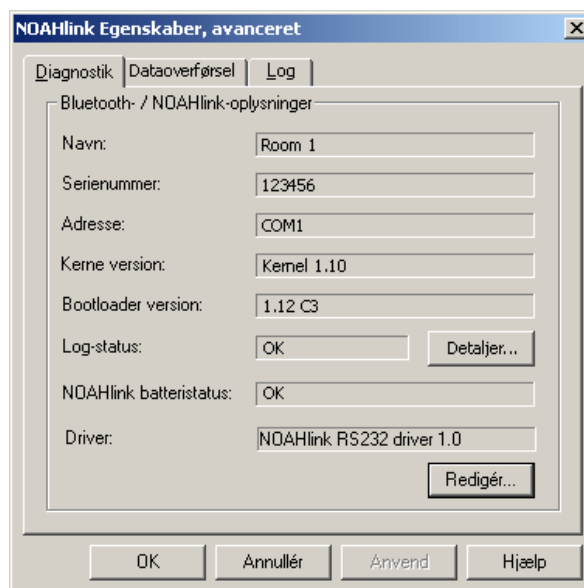 NOAHlink Egenskaber, avanceret
Diagnostik Dataoverførsel Log
Bluetooth- / NOAHlink-oplysninger
Navn: Room 1
Serienummer: 123456
Adresse: COM1
Kerne version: Kernel 1.10
Bootloader version: 1.12 C3
Log-status: OK Detaljer...
NOAHlink batteristatus: OK
Driver: NOAHlink RS232 driver 1.0
Redigér...
OK Annullér Anvend Hjælp